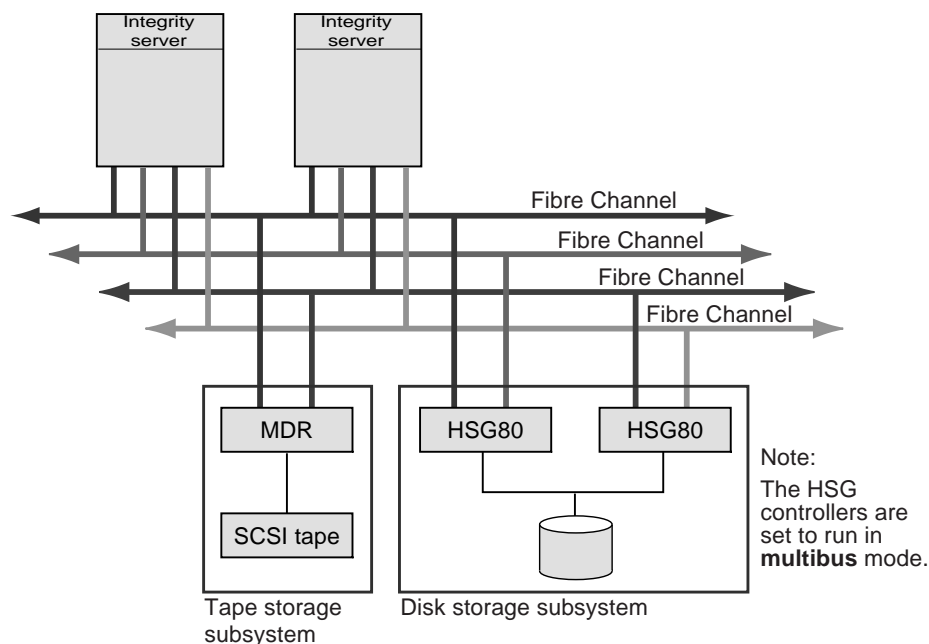 Integrity
server
Integrity
server
Fibre Channel
Fibre Channel
Fibre Channel
Fibre Channel
MDR
HSG80
HSG80
SCSI tape
Note:
The HSG
controllers are
set to run in
multibus mode.
Tape storage
subsystem
Disk storage subsystem